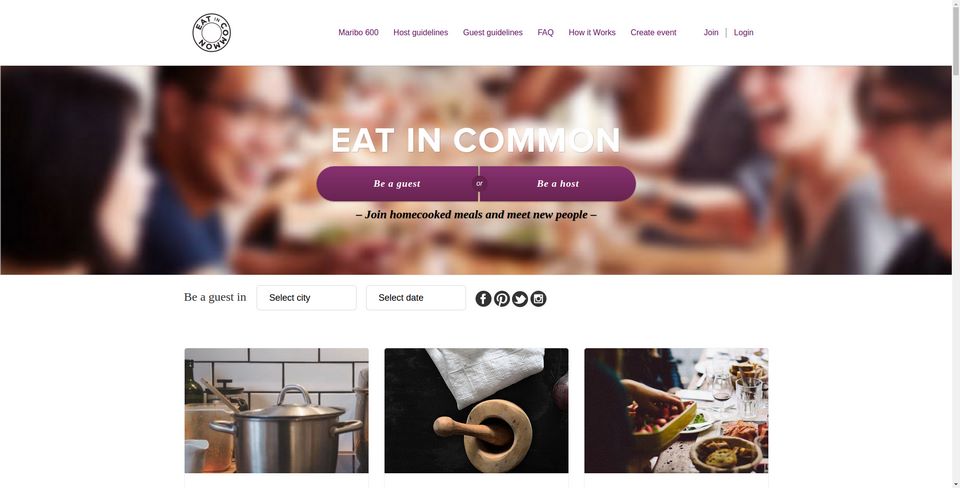 EAT IN COMMON
Maribo 600 Host guidelines Guest guidelines FAQ How it Works Create event Join Login
EAT IN COMMON
Be a guest or Be a host
– Join homecooked meals and meet new people –
Be a guest in Select city Select date